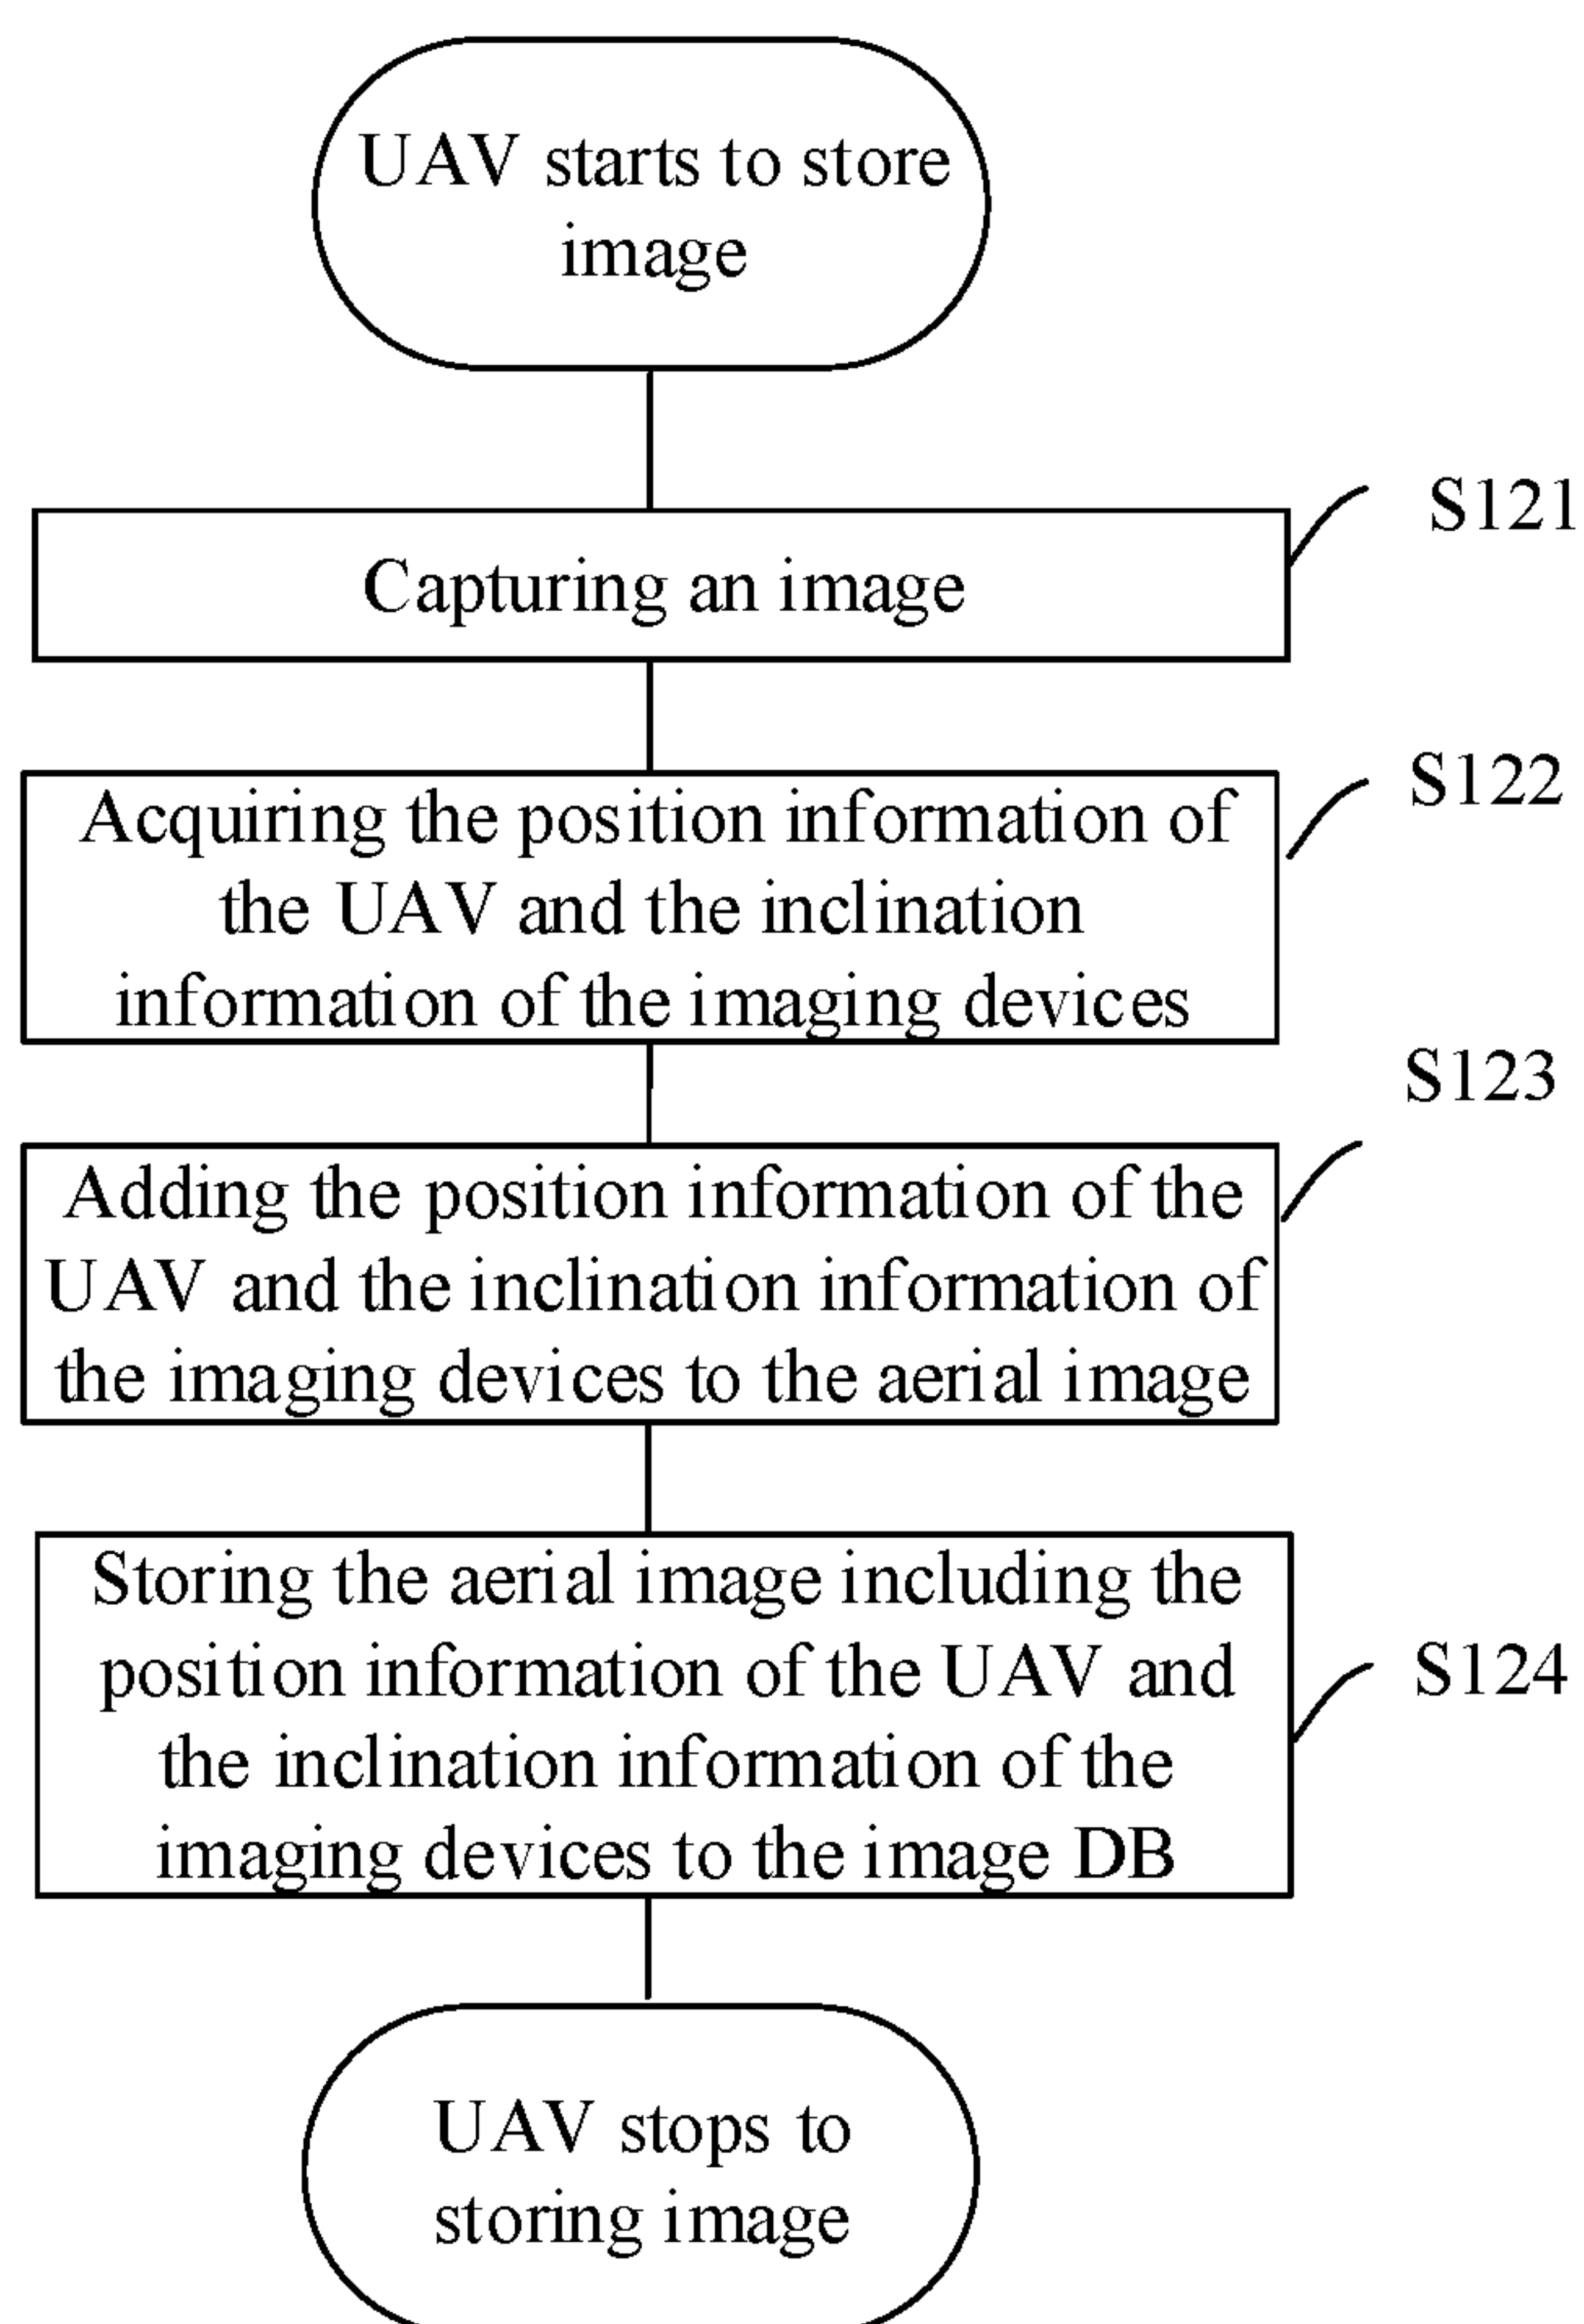 UAV starts to store
image
S121
Capturing an image
S122
Acquiring the position information of
the UAV and the inclination
information of the imaging devices
S123
Adding the position information of the
UAV and the inclination information of
the imaging devices to the aerial image
Storing the aerial image including the
position information of the UAV and
S124
the inclination information of the
imaging devices to the image DB
UAV stops to
storing image